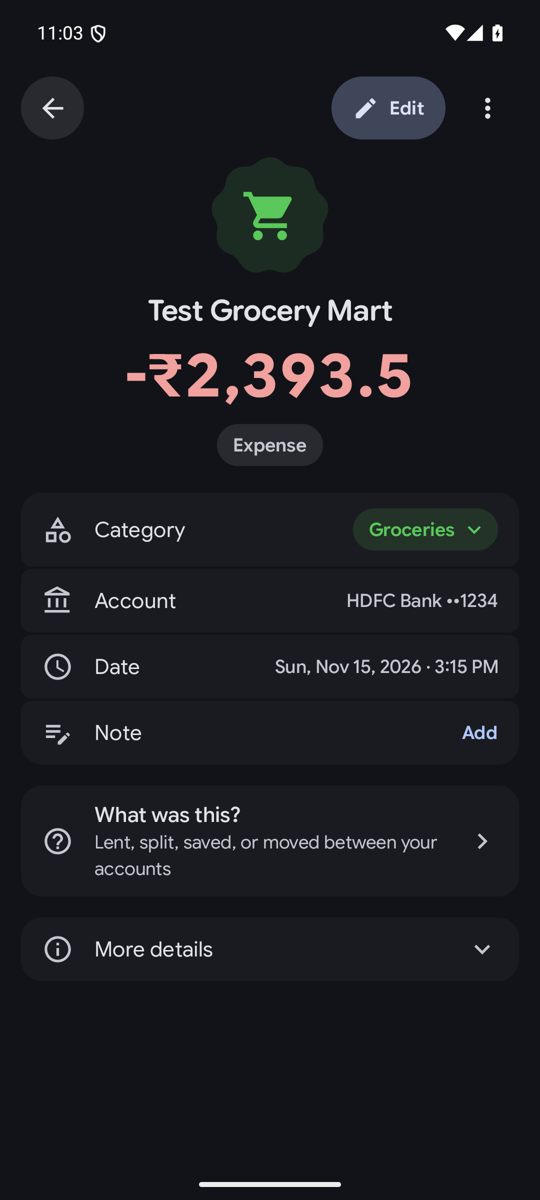 11:03
Edit
Test Grocery Mart
-₹2,393.5
Expense
Category
Groceries
Account
HDFC Bank ••1234
Date
Sun, Nov 15, 2026 · 3:15 PM
Note
Add
What was this?
Lent, split, saved, or moved between your
accounts
More details